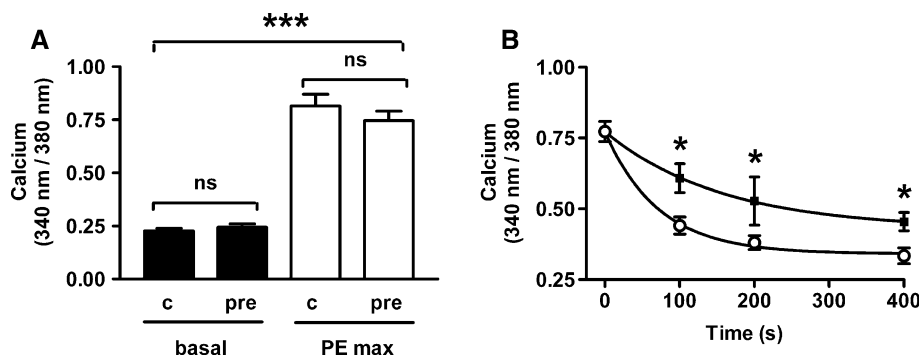 A
***
ns
ns
1.00
0.75
0.50
0.25
0.00
Calcium
(340 nm / 380 nm)
c
pre
c
pre
basal
PE max
B
1.00
0.75
0.50
0.25
Calcium
(340 nm / 380 nm
*
*
*
0
100
200
300
400
Time (s)